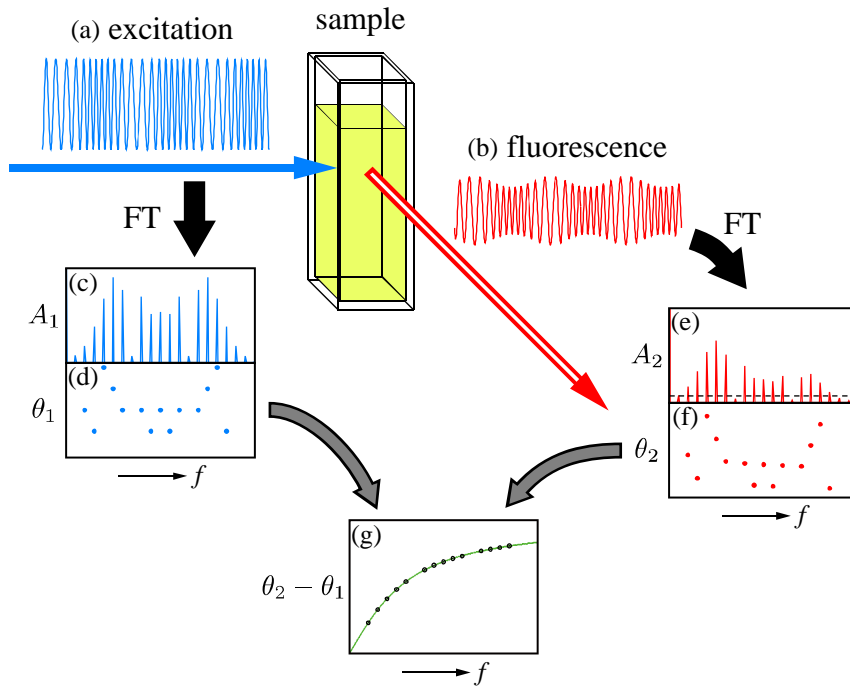 (a) excitation
sample
(b) fluorescence
FT
FT
(c)
A₁
(d)
θ₁
f
(e)
A₂
(f)
θ₂
f
(g)
θ₂ − θ₁
f